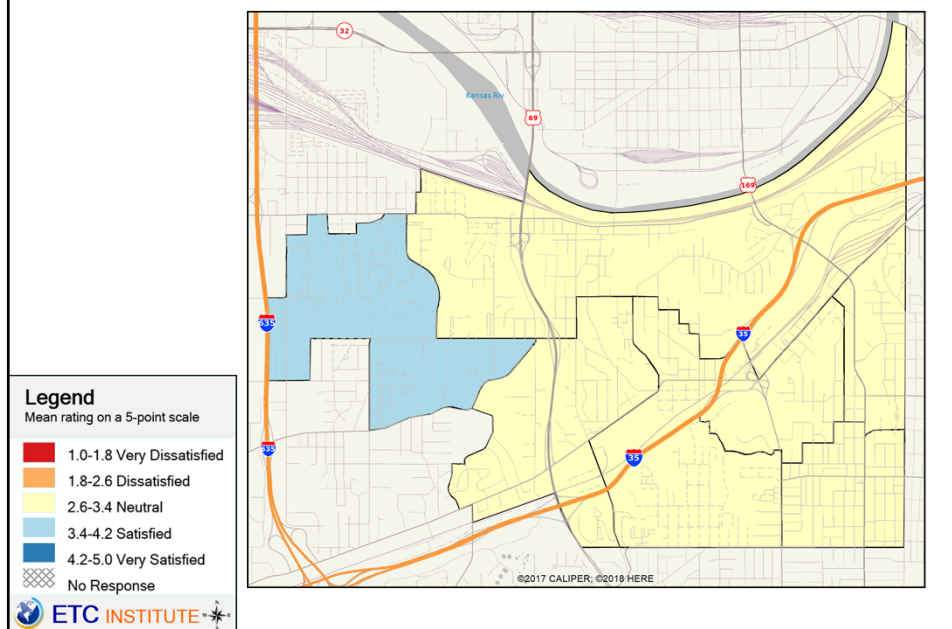 32
Kansas Riv
69
169
635
35
635
35
Legend
Mean rating on a 5-point scale
1.0-1.8 Very Dissatisfied
1.8-2.6 Dissatisfied
2.6-3.4 Neutral
3.4-4.2 Satisfied
4.2-5.0 Very Satisfied
No Response
ETC INSTITUTE
©2017 CALIPER; ©2018 HERE